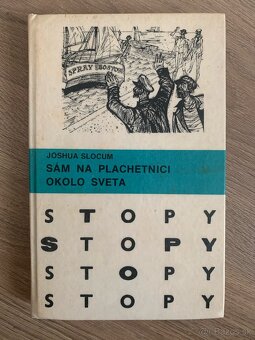 SPRAY BOSTON
JOSHUA SLOCUM
SÁM NA PLACHETNICI
OKOLO SVETA
STOPY
STOPY
STOPY
STOPY